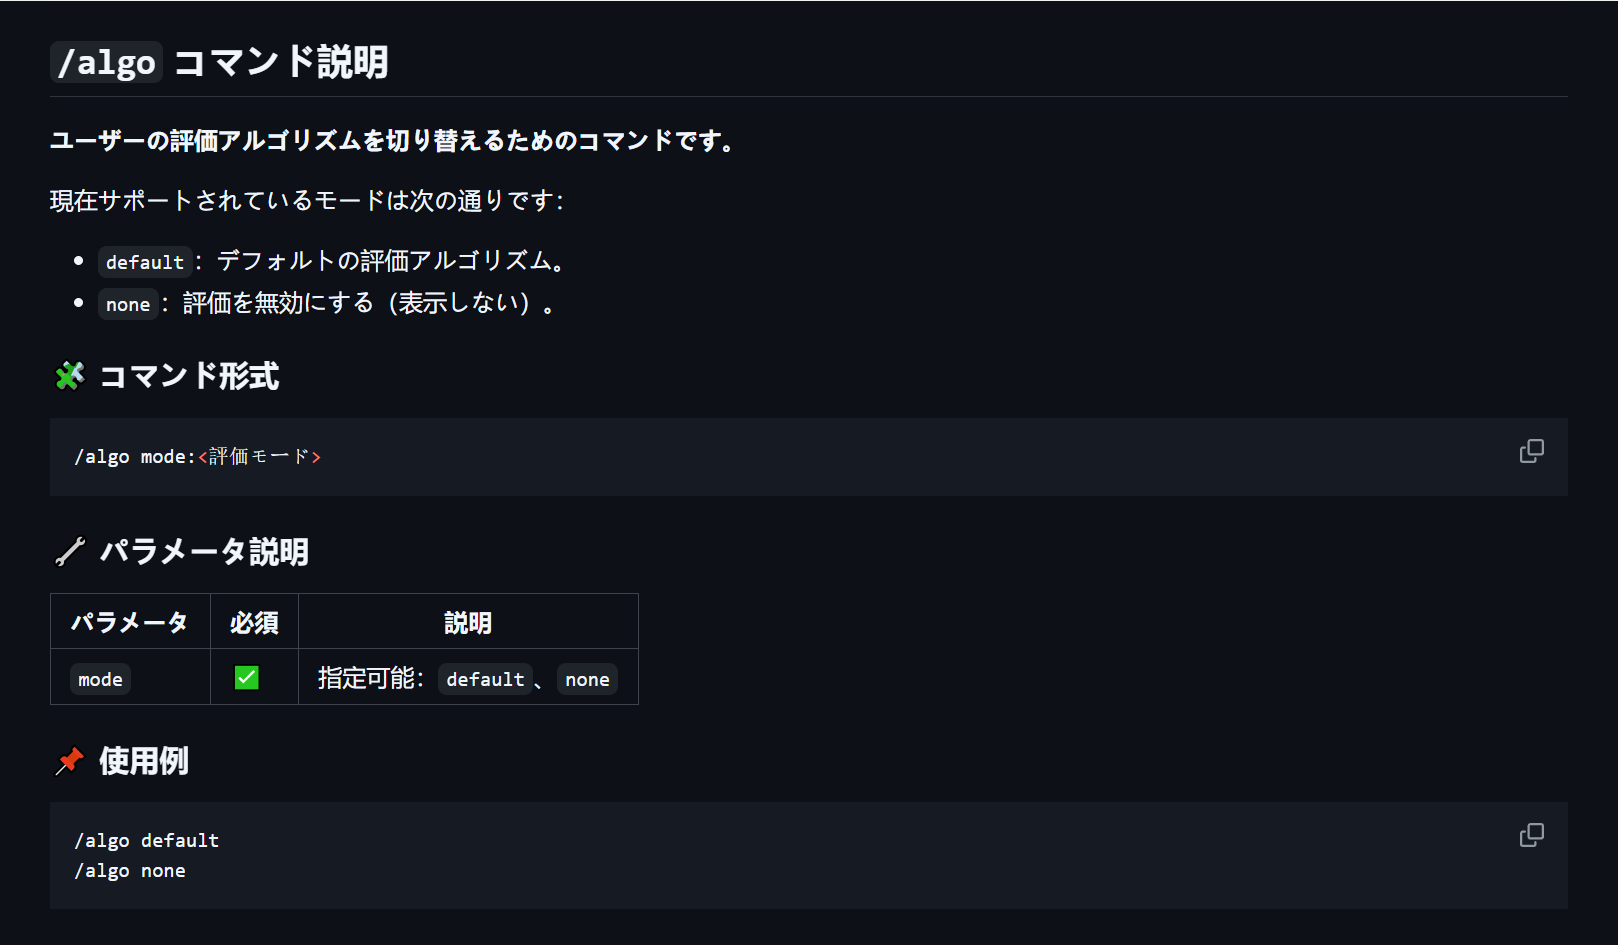 /algo コマンド説明
ユーザーの評価アルゴリズムを切り替えるためのコマンドです。
現在サポートされているモードは次の通りです：
default： デフォルトの評価アルゴリズム。
none： 評価を無効にする（表示しない）。
コマンド形式
/algo mode:<評価モード>
パラメータ説明
パラメータ 必須 説明
mode ✅ 指定可能： default、none
使用例
/algo default
/algo none